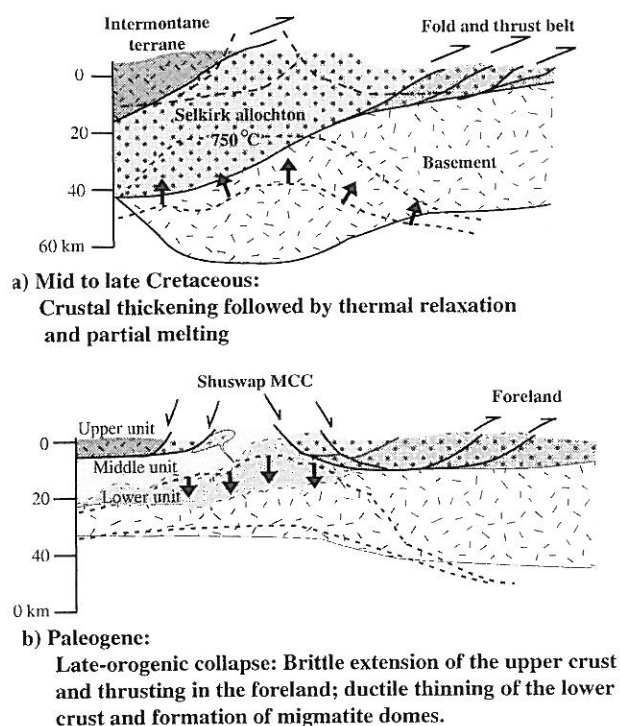 Intermontane
terrane
Fold and thrust belt
0
20
40
60 km
Selkirk allochton
750°C
Basement
a) Mid to late Cretaceous:
Crustal thickening followed by thermal relaxation
and partial melting
Shuswap MCC
Foreland
Upper unit
0
Middle unit
20
Lower unit
40
0 km
b) Paleogene:
Late-orogenic collapse: Brittle extension of the upper crust
and thrusting in the foreland; ductile thinning of the lower
crust and formation of migmatite domes.